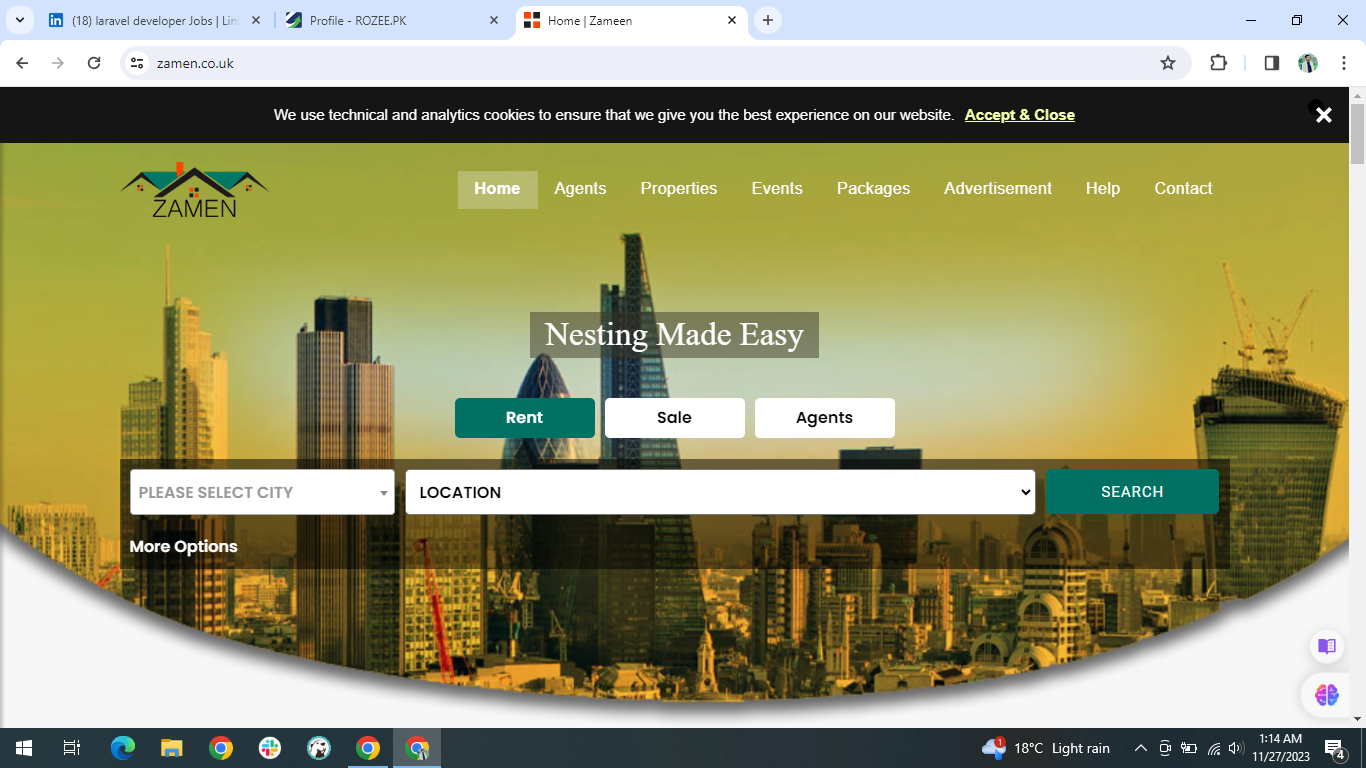 (18) laravel developer Jobs | Lin
Profile - ROZEE.PK
Home | Zameen
zamen.co.uk
We use technical and analytics cookies to ensure that we give you the best experience on our website. Accept & Close
ZAMEN
Home
Agents
Properties
Events
Packages
Advertisement
Help
Contact
Nesting Made Easy
Rent
Sale
Agents
PLEASE SELECT CITY
LOCATION
SEARCH
More Options
1
18°C Light rain
1:14 AM
11/27/2023
4